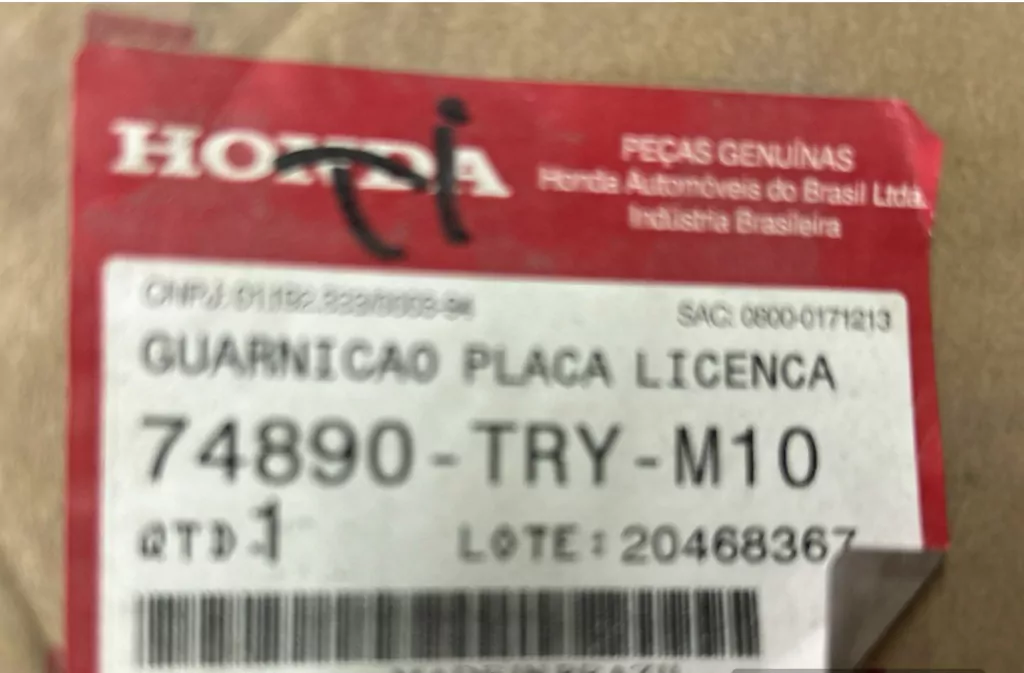 HONDA
Ti
PEÇAS GENUÍNAS
Honda Automóveis do Brasil Ltda.
Indústria Brasileira
SAC: 0800-0171213
GUARNICAO PLACA LICENCA
74890-TRY-M10
QTD 1
LOTE: 20468367